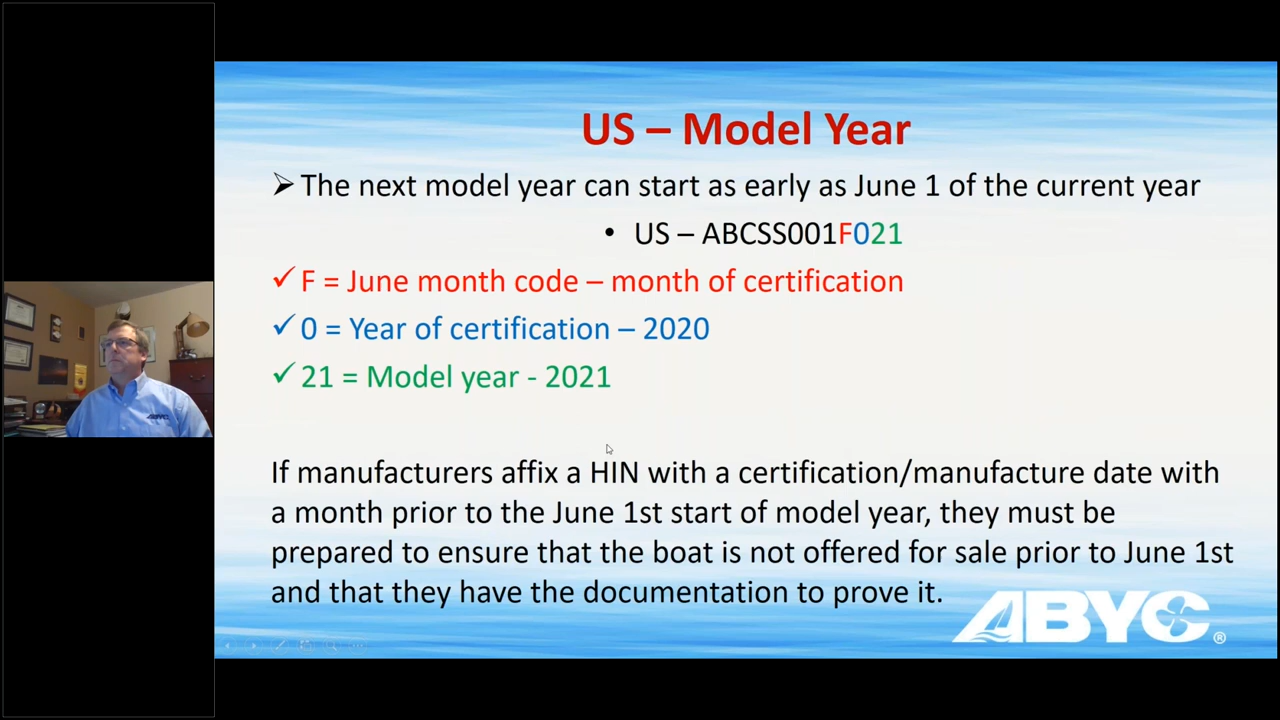 US – Model Year
➢ The next model year can start as early as June 1 of the current year
• US – ABCSS001F021
✓ F = June month code – month of certification
✓ 0 = Year of certification – 2020
✓ 21 = Model year - 2021
If manufacturers affix a HIN with a certification/manufacture date with
a month prior to the June 1st start of model year, they must be
prepared to ensure that the boat is not offered for sale prior to June 1st
and that they have the documentation to prove it.
ABYC®
ABYC